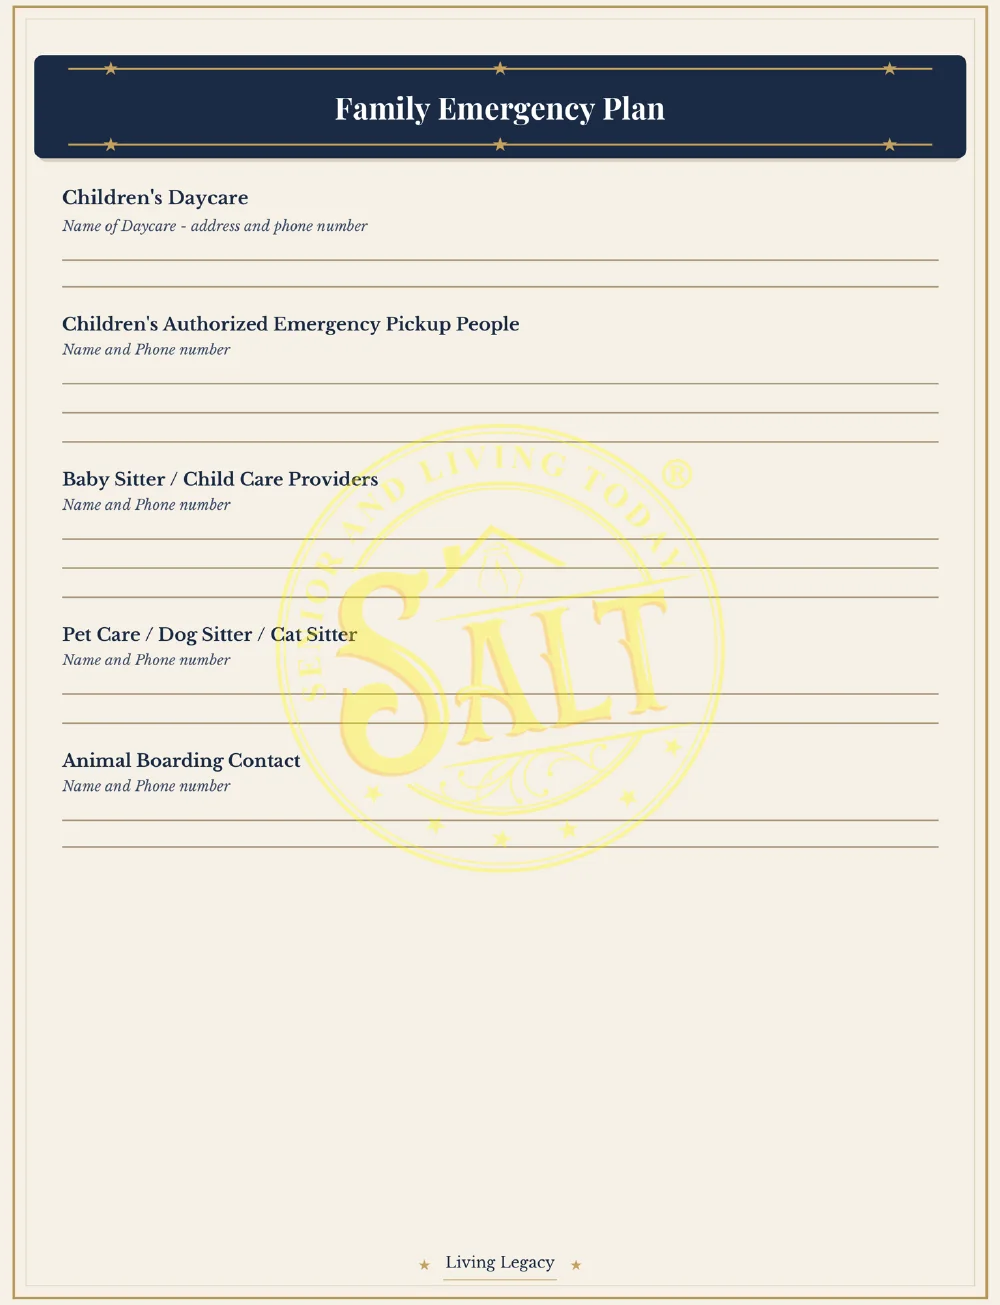 Family Emergency Plan
Children's Daycare
Name of Daycare - address and phone number
Children's Authorized Emergency Pickup People
Name and Phone number
Baby Sitter / Child Care Providers
Name and Phone number
Pet Care / Dog Sitter / Cat Sitter
Name and Phone number
Animal Boarding Contact
Name and Phone number
SENIOR AND LIVING TODAY ®
SALT
Living Legacy